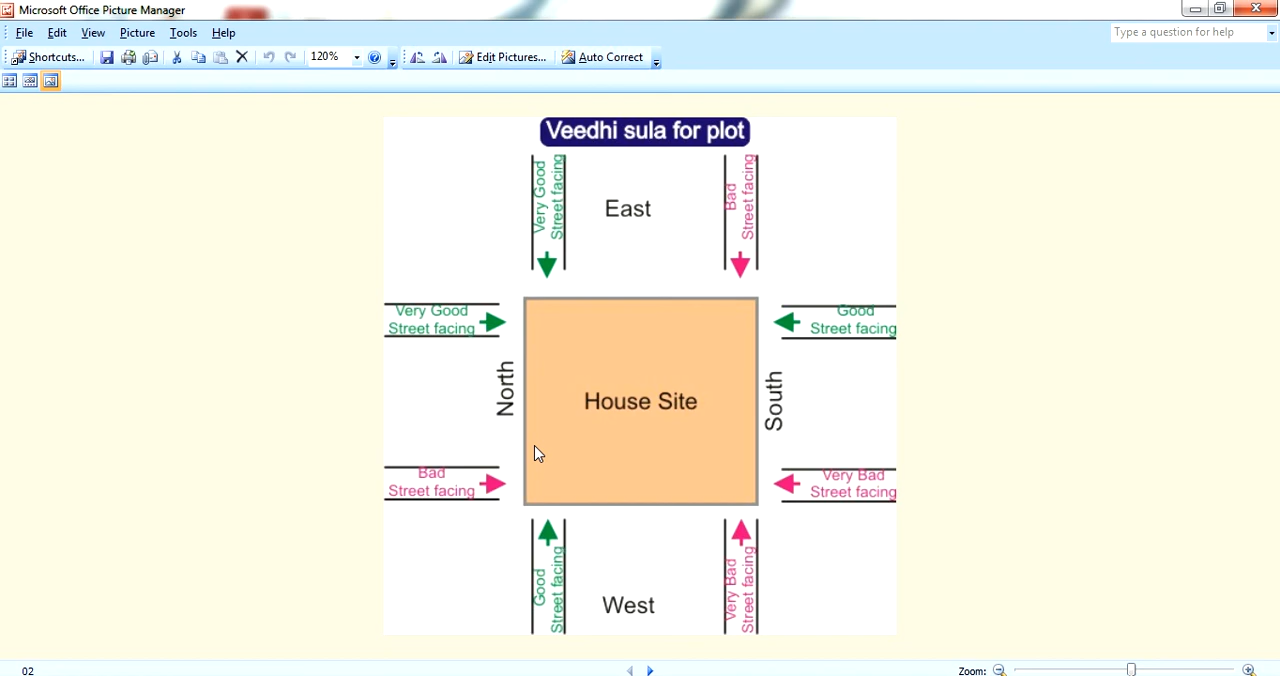 Microsoft Office Picture Manager
File Edit View Picture Tools Help
Type a question for help
Shortcuts... 120% Edit Pictures... Auto Correct
Veedhi sula for plot
Very Good
Street facing
East
Bad
Street facing
Very Good
Street facing
Good
Street facing
North
House Site
South
Bad
Street facing
Very Bad
Street facing
Good
Street facing
West
Very Bad
Street facing
02
Zoom: